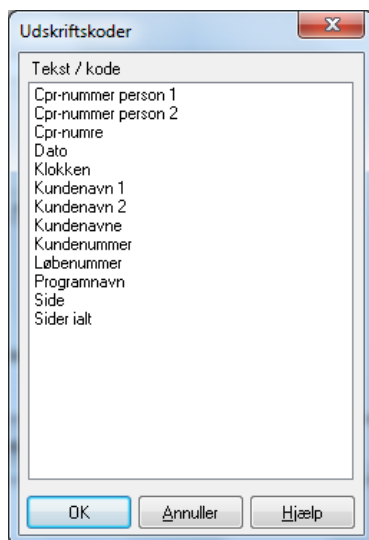 Udskriftskoder
Tekst / kode
Cpr-nummer person 1
Cpr-nummer person 2
Cpr-numre
Dato
Klokken
Kundenavn 1
Kundenavn 2
Kundenavne
Kundenummer
Løbenummer
Programnavn
Side
Sider ialt
OK
Annuller
Hjælp